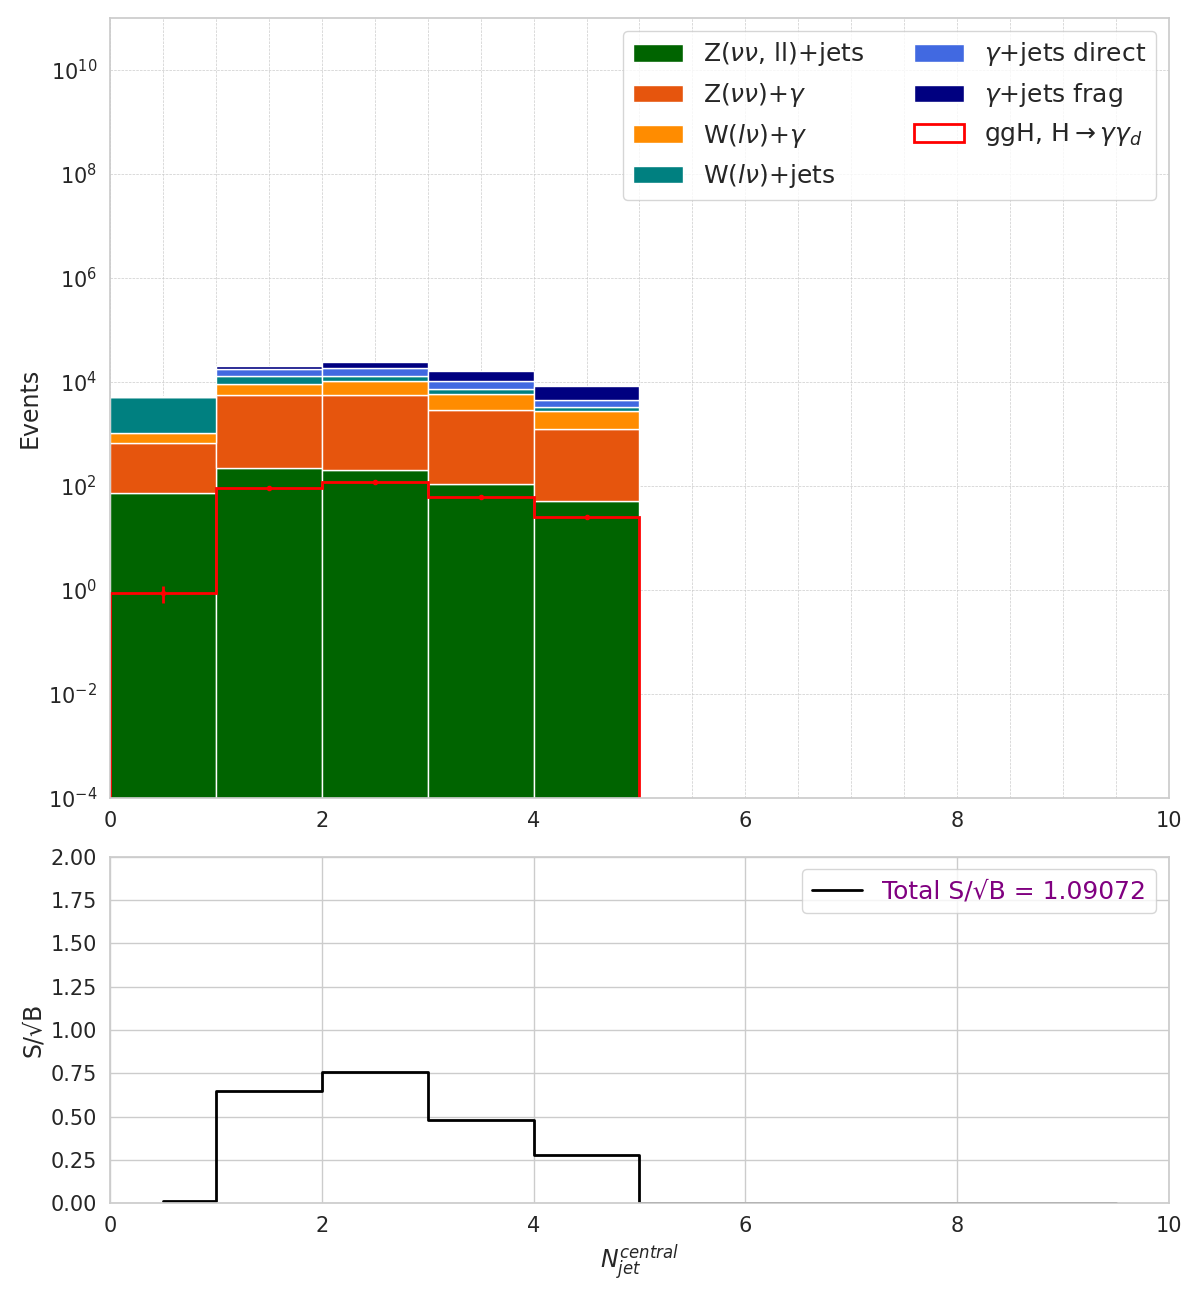 Z(νν, ll)+jets
Z(νν)+γ
W(lν)+γ
W(lν)+jets
γ+jets direct
γ+jets frag
ggH, H→γγ_d
Events
10^10
10^8
10^6
10^4
10^2
10^0
10^−2
10^−4
0 2 4 6 8 10
Total S/√B = 1.09072
S/√B
2.00
1.75
1.50
1.25
1.00
0.75
0.50
0.25
0.00
0 2 4 6 8 10
N_jet^central